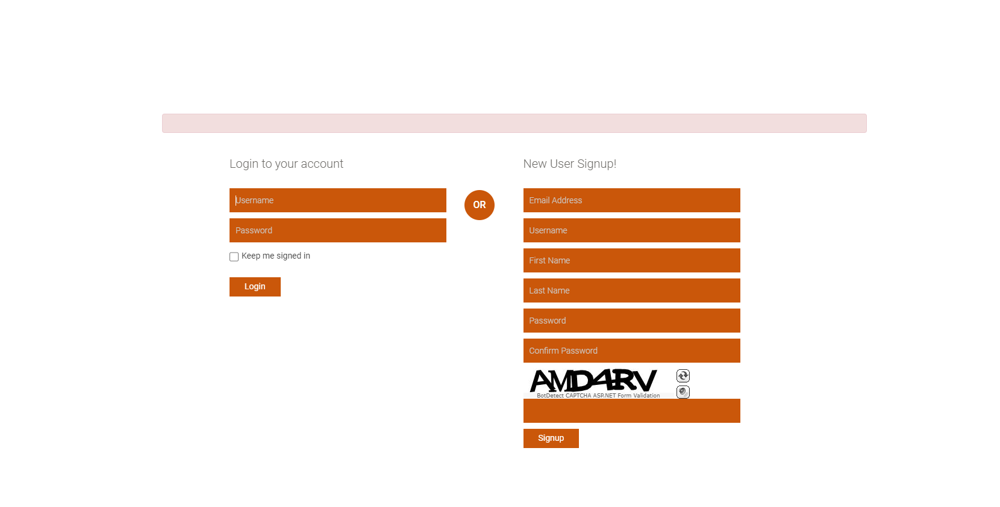 Login to your account
Username
Password
Keep me signed in
Login
OR
New User Signup!
Email Address
Username
First Name
Last Name
Password
Confirm Password
AMD4RV
BotDetect CAPTCHA ASP.NET Form Validation
Signup